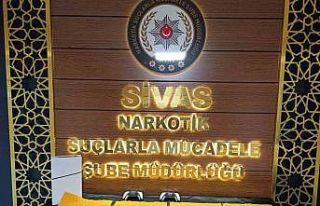 SİVAS
NARKOTİK
SUÇLARLA MÜCADELE
ŞUBE MÜDÜRLÜĞÜ